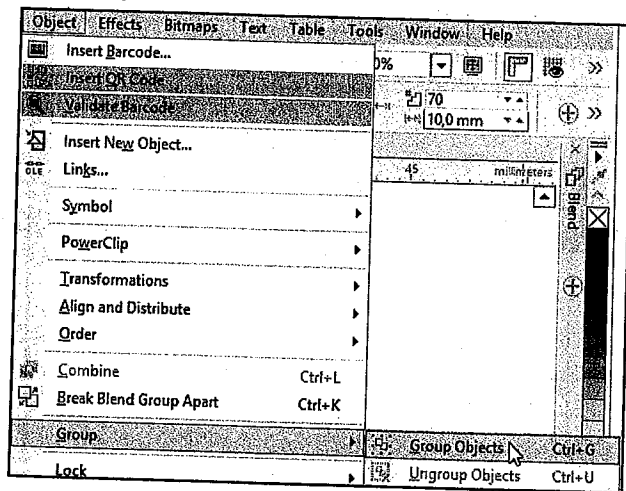 Object Effects Bitmaps Text Table Tools Window Help
Insert Barcode...
0%
Insert QR Code
Validate Barcode
70
10,0 mm
Insert New Object...
OLE Links...
45 millimeters
Blend
Symbol
PowerClip
Transformations
Align and Distribute
Order
Combine Ctrl+L
Break Blend Group Apart Ctrl+K
Group
Group Objects Ctrl+G
Lock
Ungroup Objects Ctrl+U